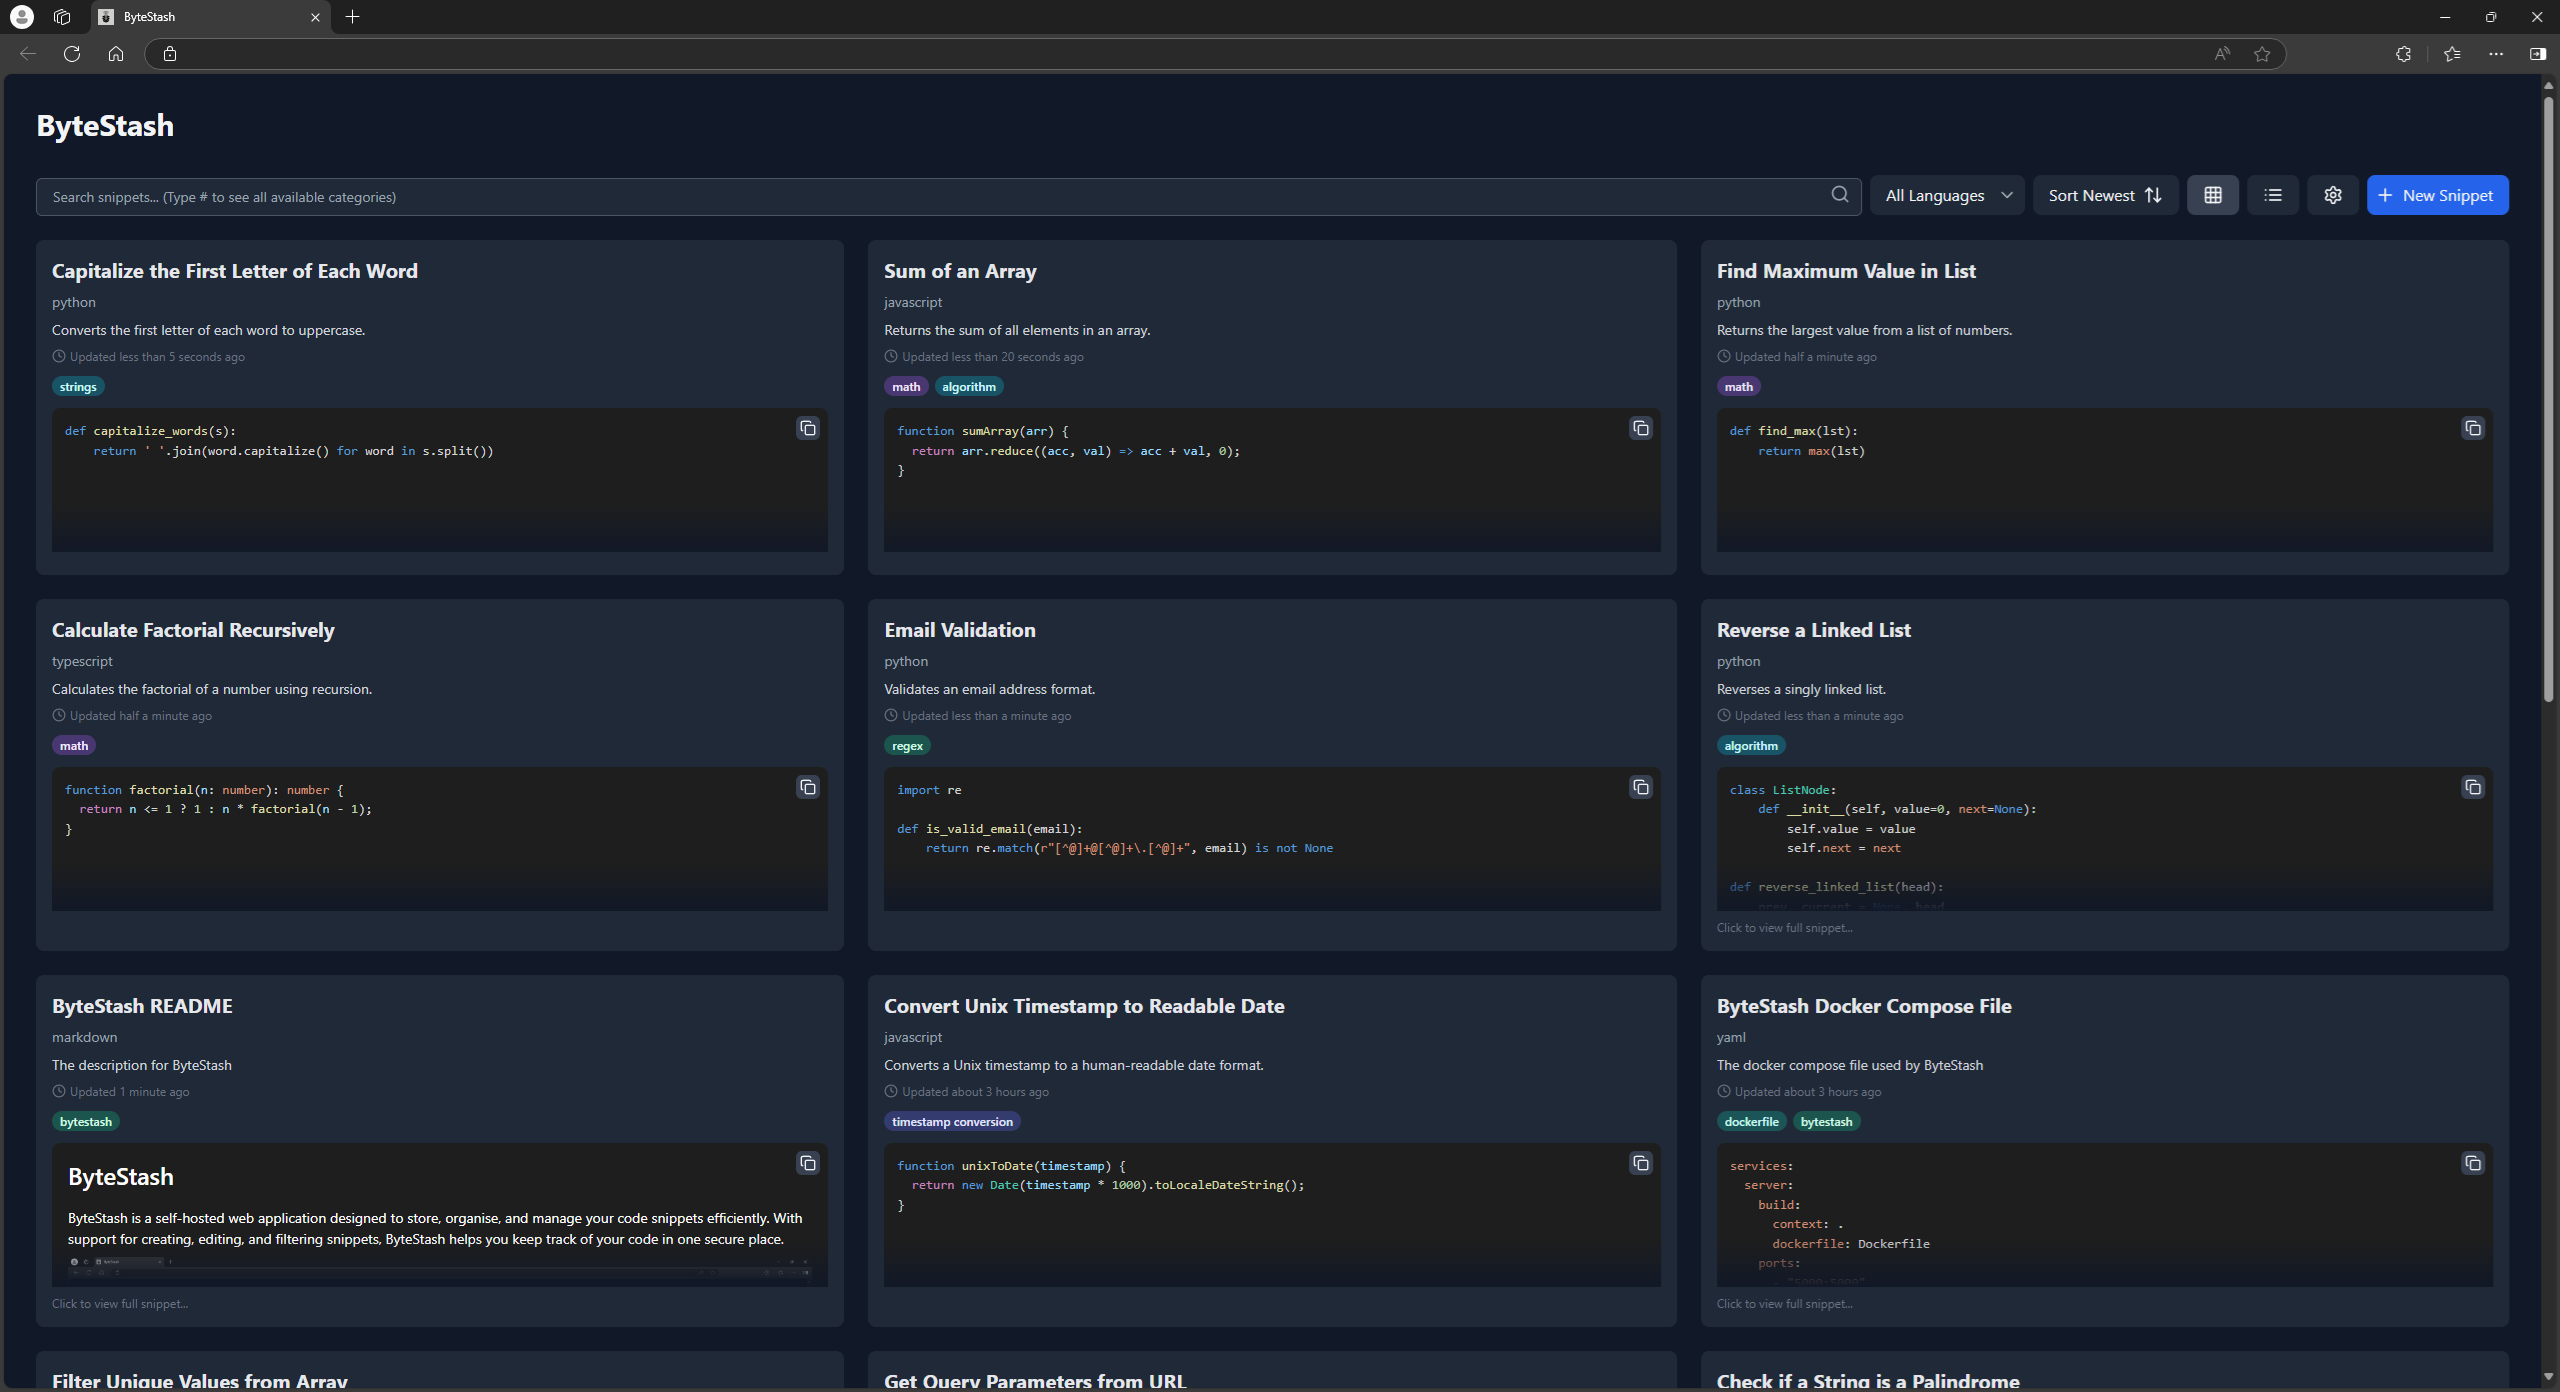 ByteStash
ByteStash
Search snippets... (Type # to see all available categories)
All Languages
Sort Newest
New Snippet
Capitalize the First Letter of Each Word
python
Converts the first letter of each word to uppercase.
Updated less than 5 seconds ago
strings
def capitalize_words(s):
    return ' '.join(word.capitalize() for word in s.split())
Sum of an Array
javascript
Returns the sum of all elements in an array.
Updated less than 20 seconds ago
math algorithm
function sumArray(arr) {
  return arr.reduce((acc, val) => acc + val, 0);
}
Find Maximum Value in List
python
Returns the largest value from a list of numbers.
Updated half a minute ago
math
def find_max(lst):
    return max(lst)
Calculate Factorial Recursively
typescript
Calculates the factorial of a number using recursion.
Updated half a minute ago
math
function factorial(n: number): number {
  return n <= 1 ? 1 : n * factorial(n - 1);
}
Email Validation
python
Validates an email address format.
Updated less than a minute ago
regex
import re
def is_valid_email(email):
    return re.match(r"[^@]+@[^@]+\.[^@]+", email) is not None
Reverse a Linked List
python
Reverses a singly linked list.
Updated less than a minute ago
algorithm
class ListNode:
    def __init__(self, value=0, next=None):
        self.value = value
        self.next = next
def reverse_linked_list(head):
    prev, current = None, head
Click to view full snippet...
ByteStash README
markdown
The description for ByteStash
Updated 1 minute ago
bytestash
ByteStash
ByteStash is a self-hosted web application designed to store, organise, and manage your code snippets efficiently. With
support for creating, editing, and filtering snippets, ByteStash helps you keep track of your code in one secure place.
Click to view full snippet...
Convert Unix Timestamp to Readable Date
javascript
Converts a Unix timestamp to a human-readable date format.
Updated about 3 hours ago
timestamp conversion
function unixToDate(timestamp) {
  return new Date(timestamp * 1000).toLocaleDateString();
}
ByteStash Docker Compose File
yaml
The docker compose file used by ByteStash
Updated about 3 hours ago
dockerfile bytestash
services:
  server:
    build:
      context: .
      dockerfile: Dockerfile
    ports:
      - "5000:5000"
Click to view full snippet...
Filter Unique Values from Array
Get Query Parameters from URL
Check if a String is a Palindrome